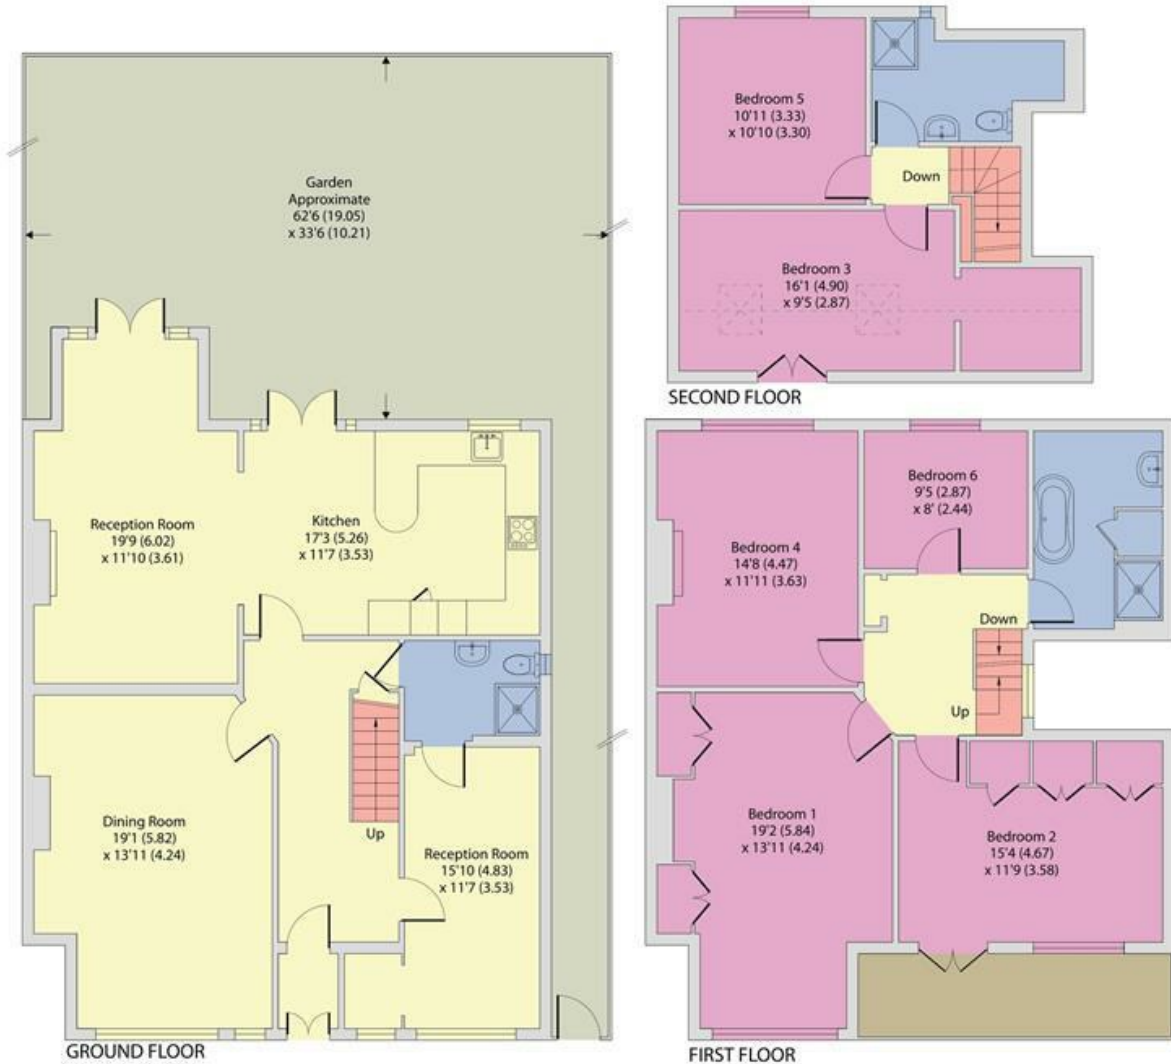 Garden
Approximate
62'6 (19.05)
x 33'6 (10.21)
Reception Room
19'9 (6.02)
x 11'10 (3.61)
Kitchen
17'3 (5.26)
x 11'7 (3.53)
Dining Room
19'1 (5.82)
x 13'11 (4.24)
Up
Reception Room
15'10 (4.83)
x 11'7 (3.53)
GROUND FLOOR
Bedroom 5
10'11 (3.33)
x 10'10 (3.30)
Down
Bedroom 3
16'1 (4.90)
x 9'5 (2.87)
SECOND FLOOR
Bedroom 4
14'8 (4.47)
x 11'11 (3.63)
Bedroom 6
9'5 (2.87)
x 8' (2.44)
Down
Up
Bedroom 1
19'2 (5.84)
x 13'11 (4.24)
Bedroom 2
15'4 (4.67)
x 11'9 (3.58)
FIRST FLOOR